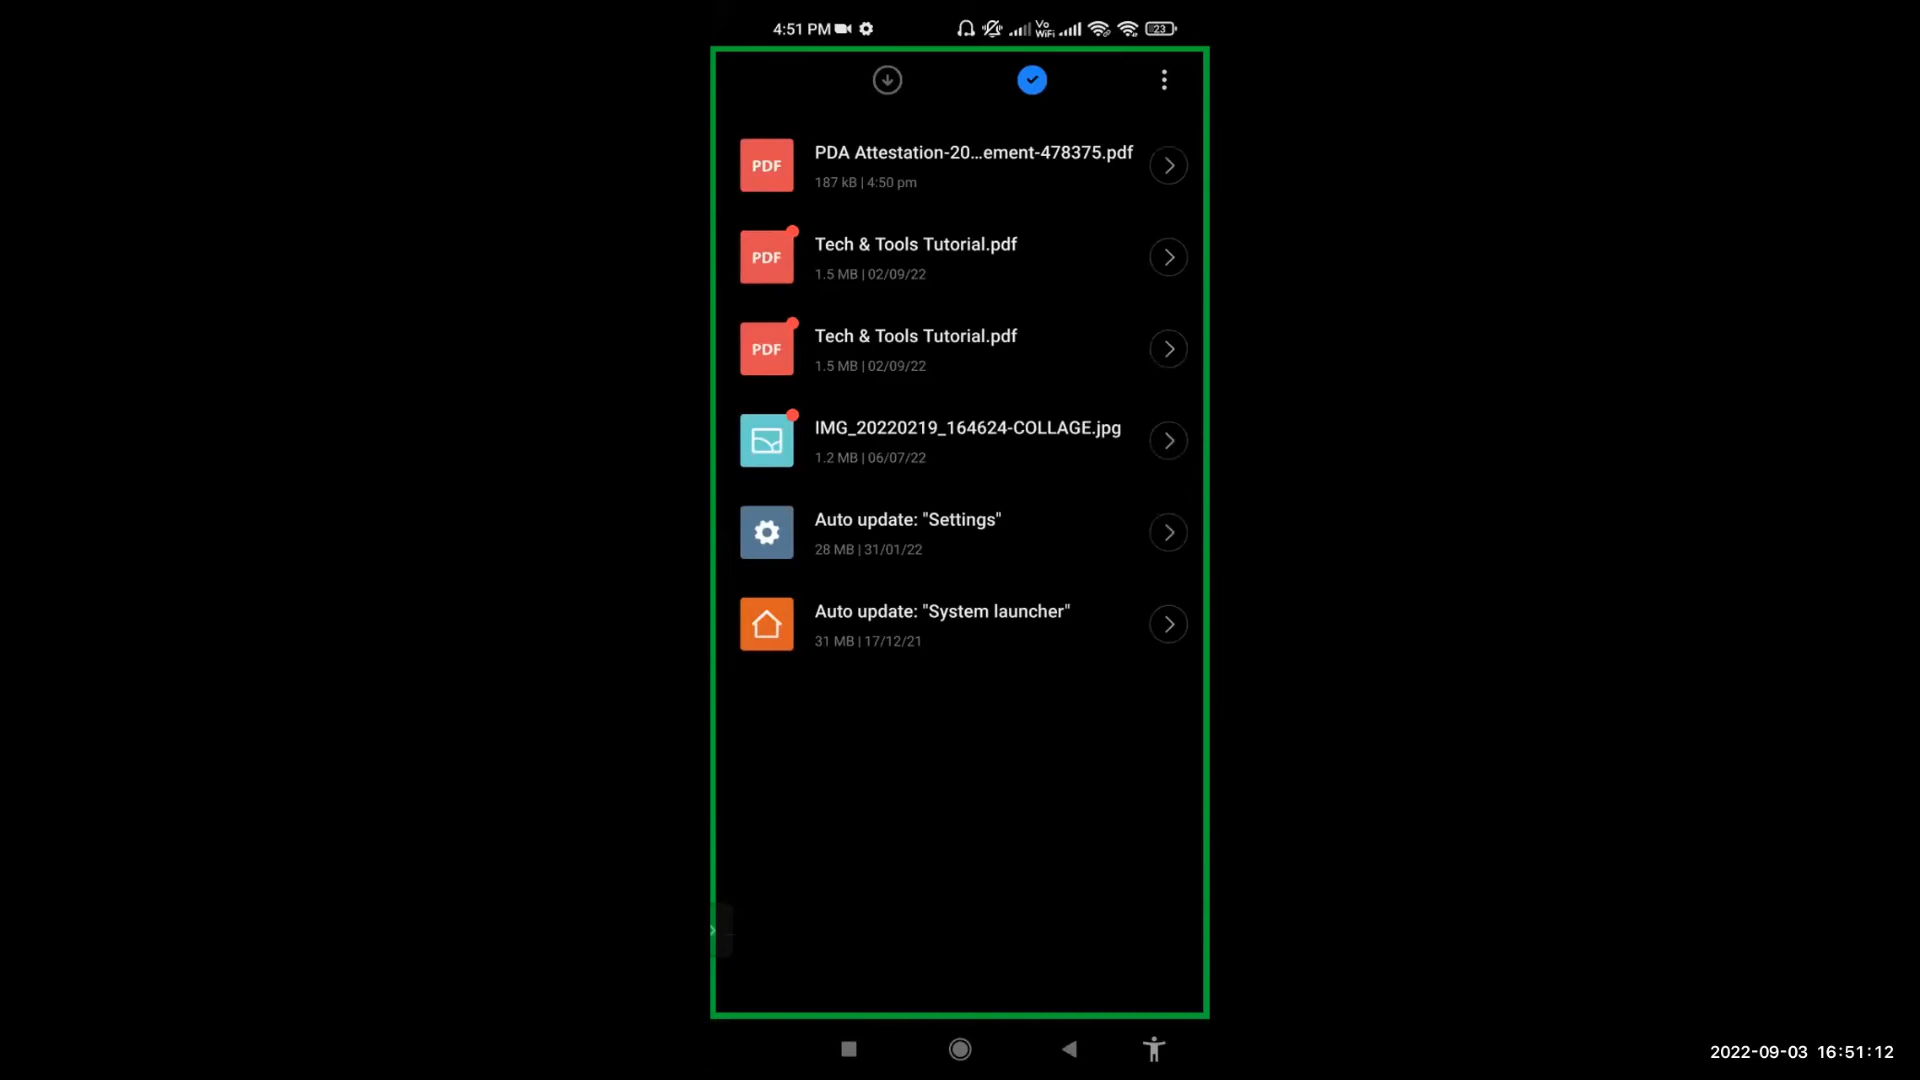 4:51 PM
Vo
WiFi
23
PDF
PDA Attestation-20...ement-478375.pdf
187 kB | 4:50 pm
PDF
Tech & Tools Tutorial.pdf
1.5 MB | 02/09/22
PDF
Tech & Tools Tutorial.pdf
1.5 MB | 02/09/22
IMG_20220219_164624-COLLAGE.jpg
1.2 MB | 06/07/22
Auto update: "Settings"
28 MB | 31/01/22
Auto update: "System launcher"
31 MB | 17/12/21
2022-09-03 16:51:12